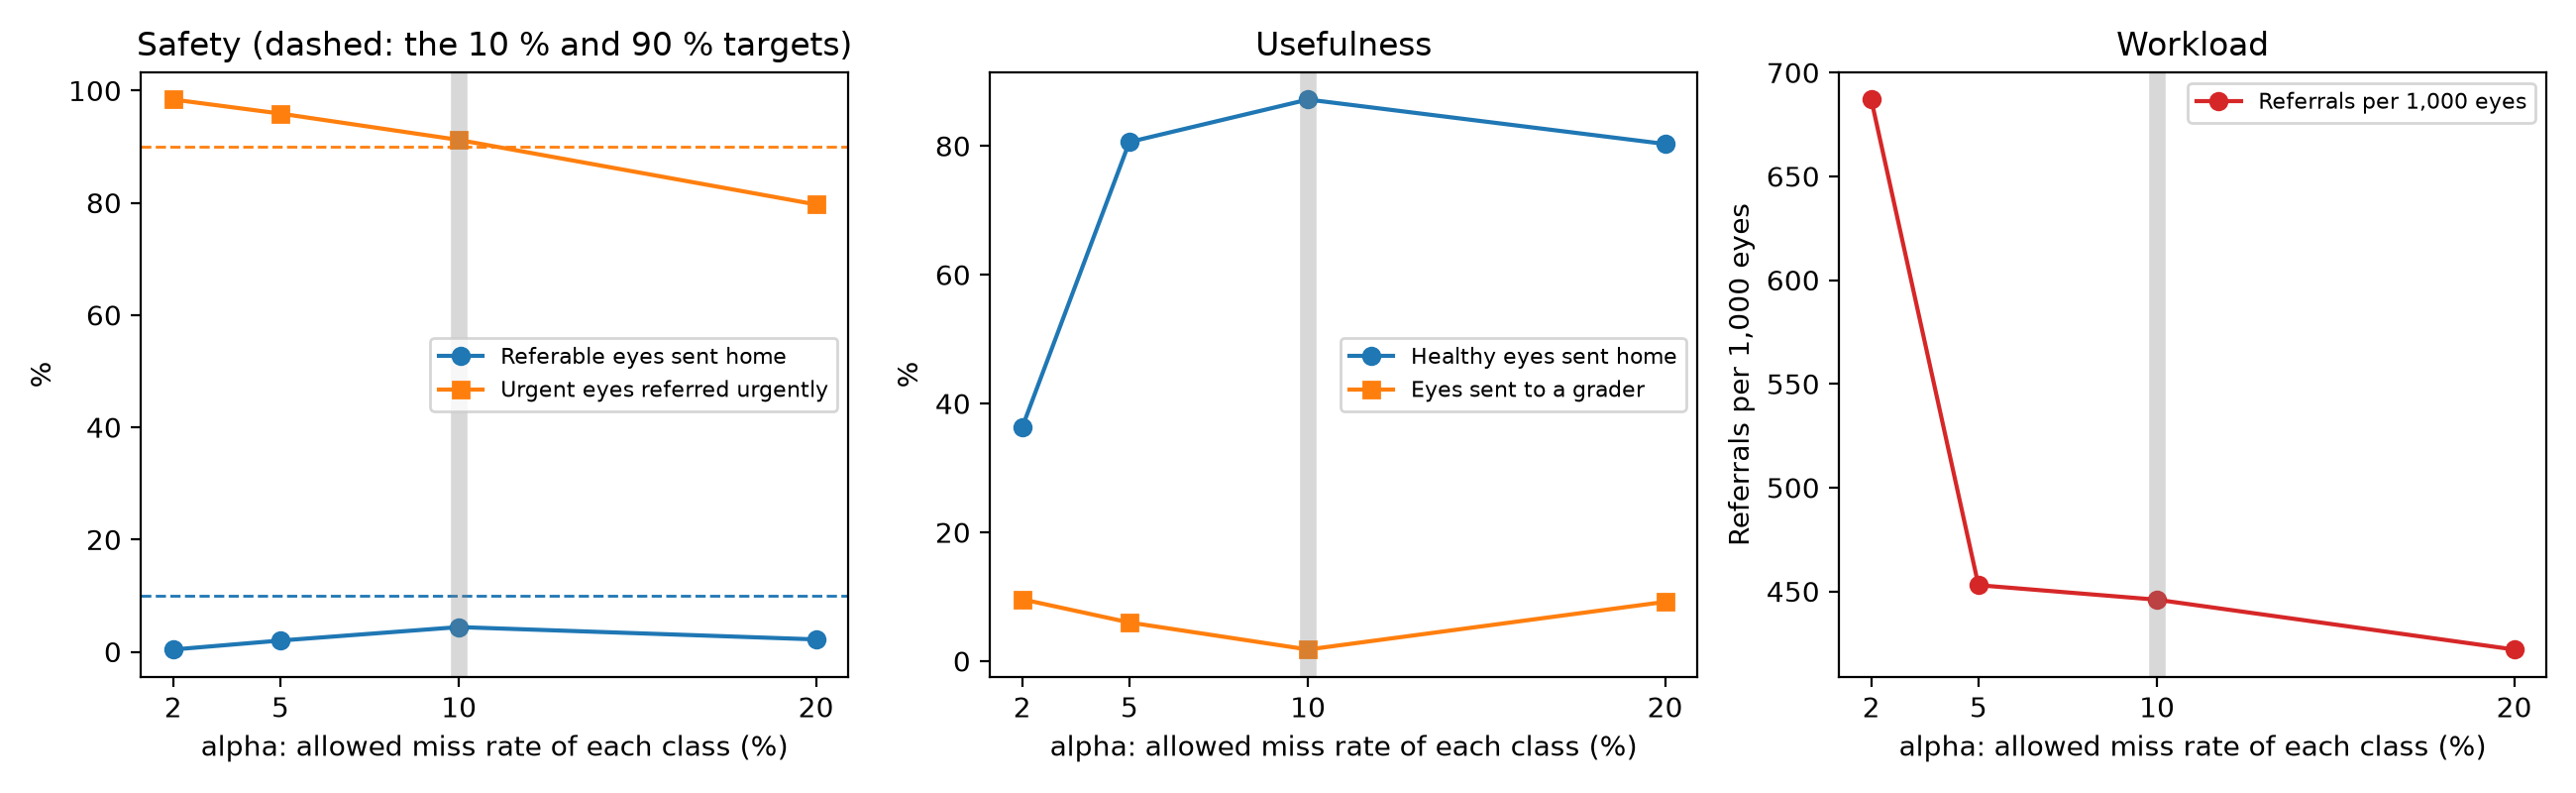 Safety (dashed: the 10 % and 90 % targets)
100
80
60
40
20
0
%
Referable eyes sent home
Urgent eyes referred urgently
2 5 10 20
alpha: allowed miss rate of each class (%)
Usefulness
80
60
40
20
0
%
Healthy eyes sent home
Eyes sent to a grader
2 5 10 20
alpha: allowed miss rate of each class (%)
Workload
700
650
600
550
500
450
Referrals per 1,000 eyes
Referrals per 1,000 eyes
2 5 10 20
alpha: allowed miss rate of each class (%)